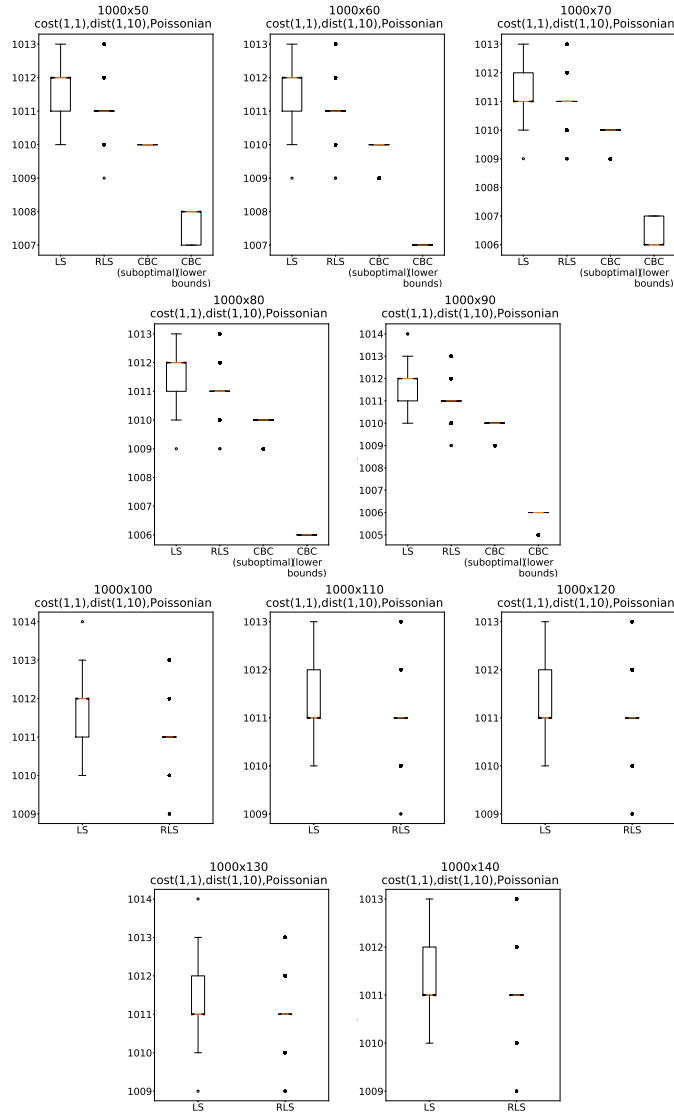 1000x50
cost(1,1),dist(1,10),Poissonian
1013
1012
1011
1010
1009
1008
1007
LS
RLS
CBC
(suboptimal)
CBC
(lower
bounds)
1000x60
cost(1,1),dist(1,10),Poissonian
1013
1012
1011
1010
1009
1008
1007
LS
RLS
CBC
(suboptimal)
CBC
(lower
bounds)
1000x70
cost(1,1),dist(1,10),Poissonian
1013
1012
1011
1010
1009
1008
1007
1006
LS
RLS
CBC
(suboptimal)
CBC
(lower
bounds)
1000x80
cost(1,1),dist(1,10),Poissonian
1013
1012
1011
1010
1009
1008
1007
1006
LS
RLS
CBC
(suboptimal)
CBC
(lower
bounds)
1000x90
cost(1,1),dist(1,10),Poissonian
1014
1013
1012
1011
1010
1009
1008
1007
1006
1005
LS
RLS
CBC
(suboptimal)
CBC
(lower
bounds)
1000x100
cost(1,1),dist(1,10),Poissonian
1014
1013
1012
1011
1010
1009
LS
RLS
1000x110
cost(1,1),dist(1,10),Poissonian
1013
1012
1011
1010
1009
LS
RLS
1000x120
cost(1,1),dist(1,10),Poissonian
1013
1012
1011
1010
1009
LS
RLS
1000x130
cost(1,1),dist(1,10),Poissonian
1014
1013
1012
1011
1010
1009
LS
RLS
1000x140
cost(1,1),dist(1,10),Poissonian
1013
1012
1011
1010
1009
LS
RLS